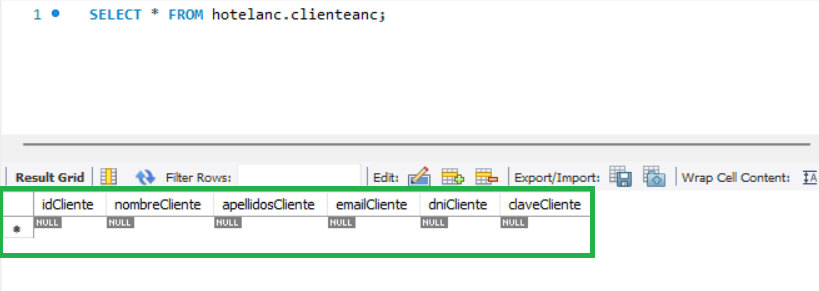 1 SELECT * FROM hotelanc.clienteanc;
Result Grid Filter Rows: Edit: Export/Import: Wrap Cell Content: IA
idCliente nombreCliente apellidosCliente emailCliente dniCliente claveCliente
* NULL NULL NULL NULL NULL NULL